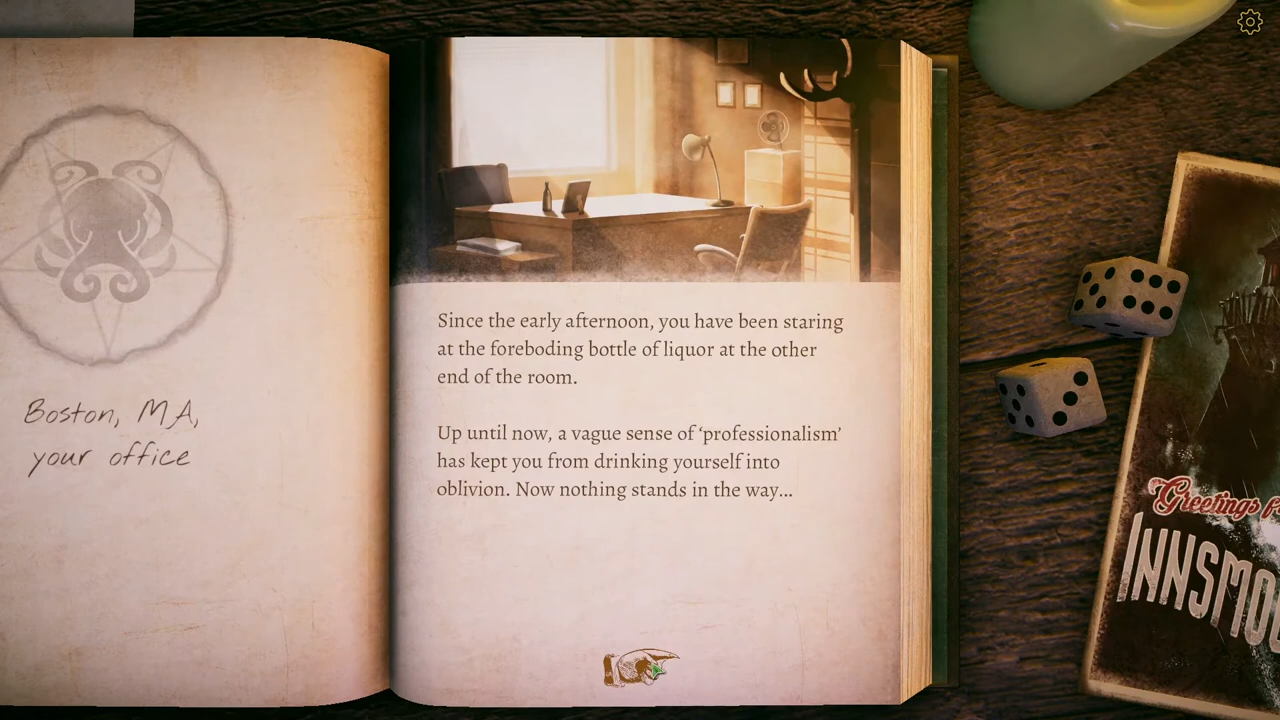 Boston, MA,
your office
Since the early afternoon, you have been staring
at the foreboding bottle of liquor at the other
end of the room.
Up until now, a vague sense of ‘professionalism’
has kept you from drinking yourself into
oblivion. Now nothing stands in the way...
Greetings